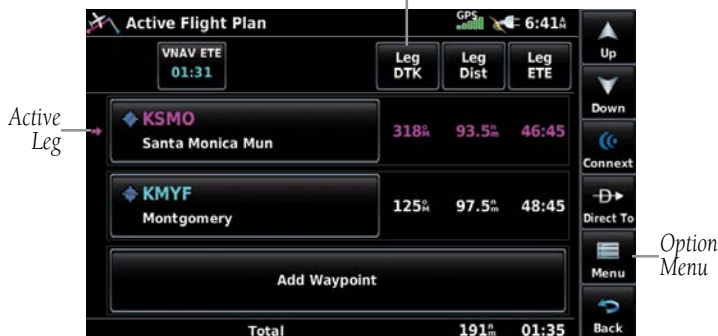 Active Flight Plan
GPS
6:41
VNAV ETE
01:31
Leg DTK
Leg Dist
Leg ETE
Up
Down
Connext
Direct To
Menu
Back
Active Leg
KSMO
Santa Monica Mun
318°M
93.5nm
46:45
KMYF
Montgomery
125°M
97.5nm
48:45
Option Menu
Add Waypoint
Total
191nm
01:35